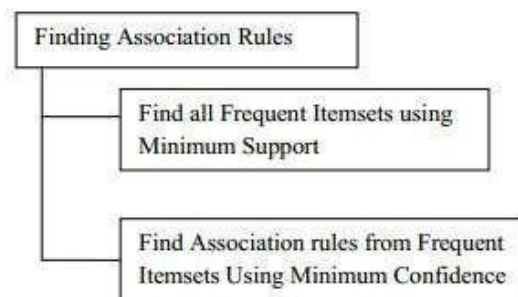 Finding Association Rules
Find all Frequent Itemsets using
Minimum Support
Find Association rules from Frequent
Itemsets Using Minimum Confidence